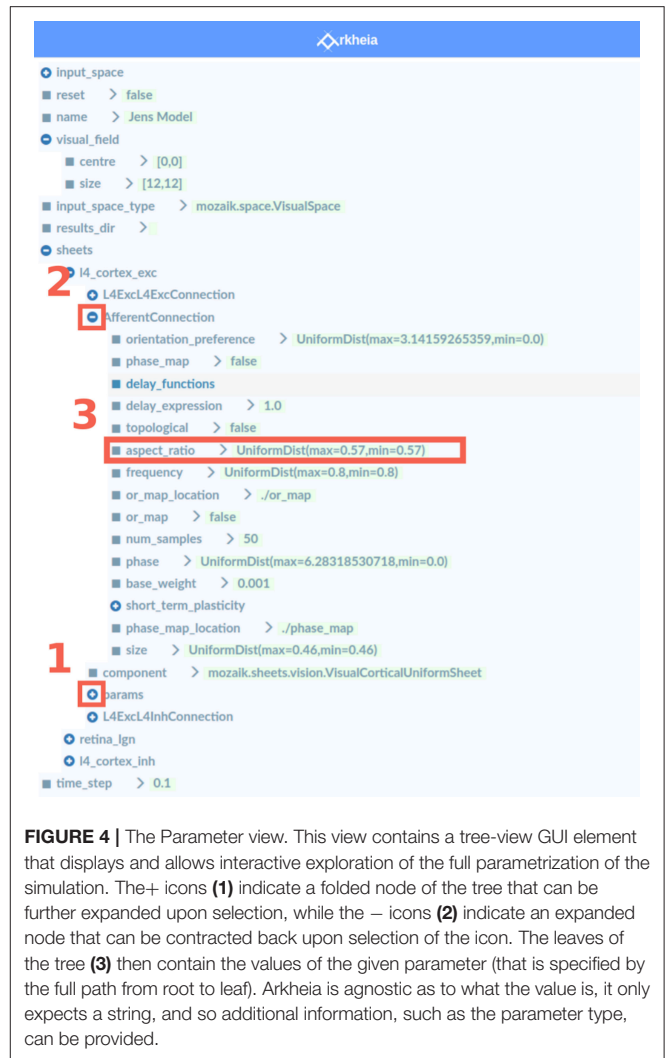 Arkheia
input_space
reset > false
name > Jens Model
visual_field
centre > [0,0]
size > [12,12]
input_space_type > mozaik.space.VisualSpace
results_dir >
sheets
2
l4_cortex_exc
L4ExcL4ExcConnection
AfferentConnection
orientation_preference > UniformDist(max=3.14159265359,min=0.0)
phase_map > false
delay_functions
3
delay_expression > 1.0
topological > false
aspect_ratio > UniformDist(max=0.57,min=0.57)
frequency > UniformDist(max=0.8,min=0.8)
or_map_location > ./or_map
or_map > false
num_samples > 50
phase > UniformDist(max=6.28318530718,min=0.0)
base_weight > 0.001
short_term_plasticity
phase_map_location > ./phase_map
size > UniformDist(max=0.46,min=0.46)
1
component > mozaik.sheets.vision.VisualCorticalUniformSheet
params
L4ExcL4InhConnection
retina_lgn
l4_cortex_inh
time_step > 0.1
FIGURE 4 | The Parameter view. This view contains a tree-view GUI element
that displays and allows interactive exploration of the full parametrization of the
simulation. The+ icons (1) indicate a folded node of the tree that can be
further expanded upon selection, while the − icons (2) indicate an expanded
node that can be contracted back upon selection of the icon. The leaves of
the tree (3) then contain the values of the given parameter (that is specified by
the full path from root to leaf). Arkheia is agnostic as to what the value is, it only
expects a string, and so additional information, such as the parameter type,
can be provided.